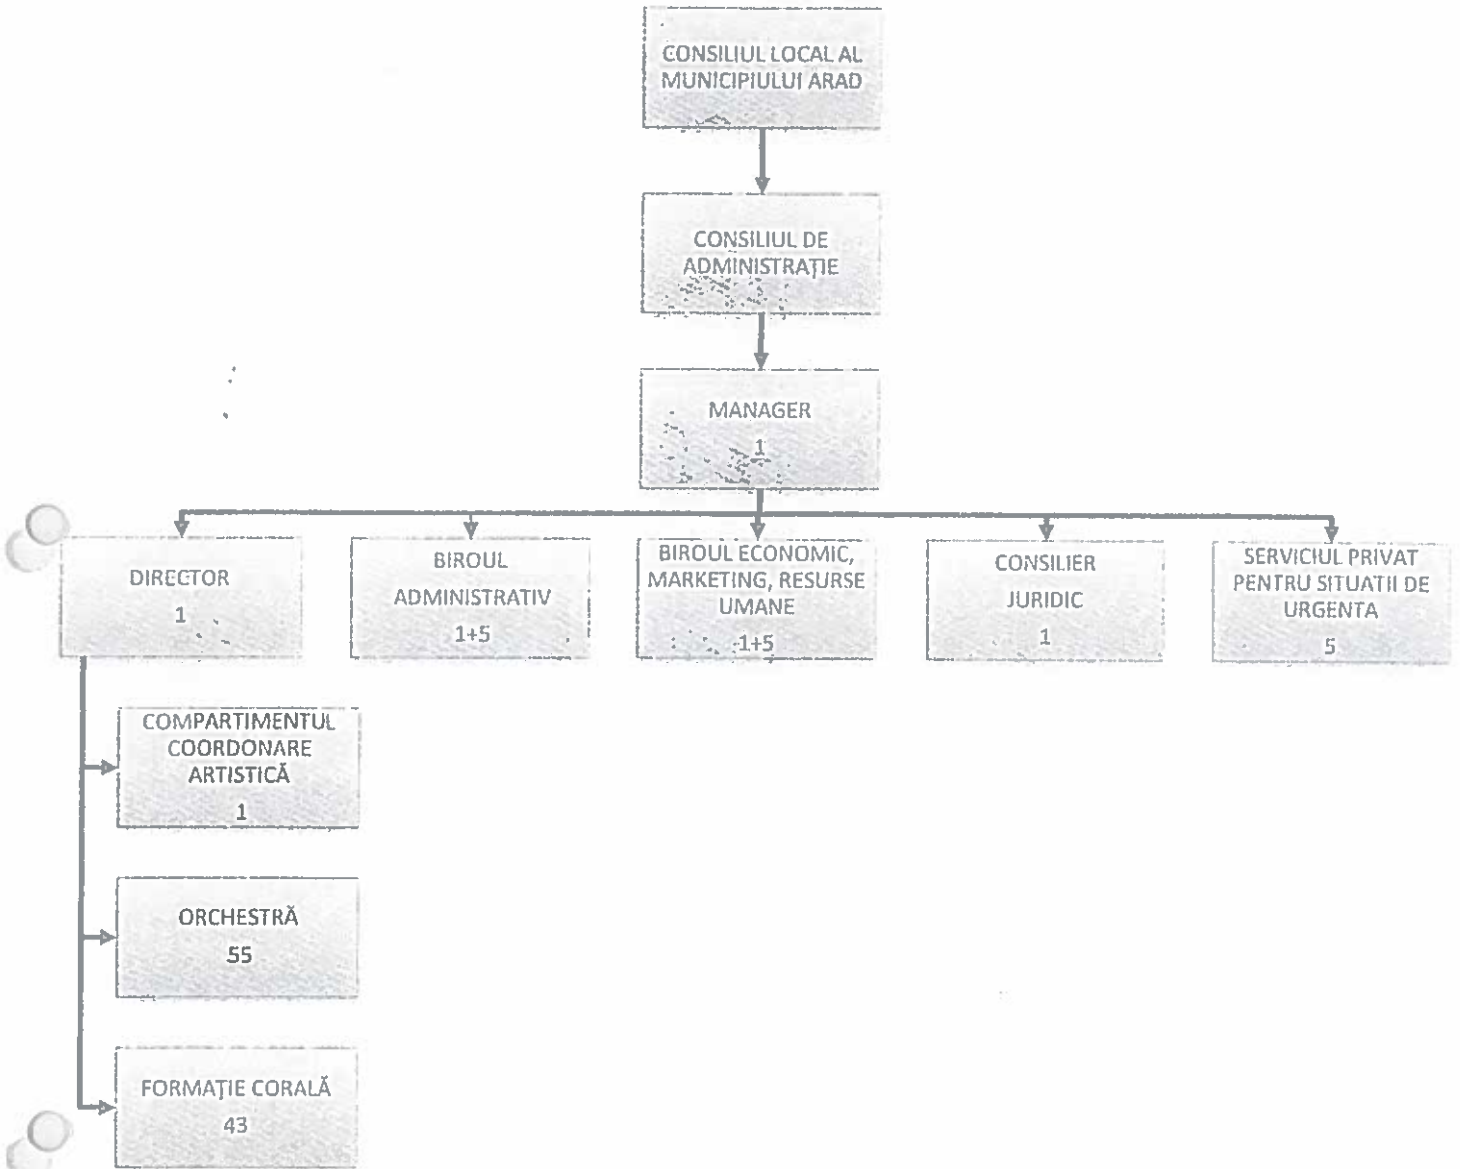 CONSILIUL LOCAL AL
MUNICIPIULUI ARAD
CONSILIUL DE
ADMINISTRAȚIE
MANAGER
1
DIRECTOR
1
BIROUL
ADMINISTRATIV
1+5
BIROUL ECONOMIC,
MARKETING, RESURSE
UMANE
1+5
CONSILIER
JURIDIC
1
SERVICIUL PRIVAT
PENTRU SITUATII DE
URGENTA
5
COMPARTIMENTUL
COORDONARE
ARTISTICĂ
1
ORCHESTRĂ
55
FORMAȚIE CORALĂ
43